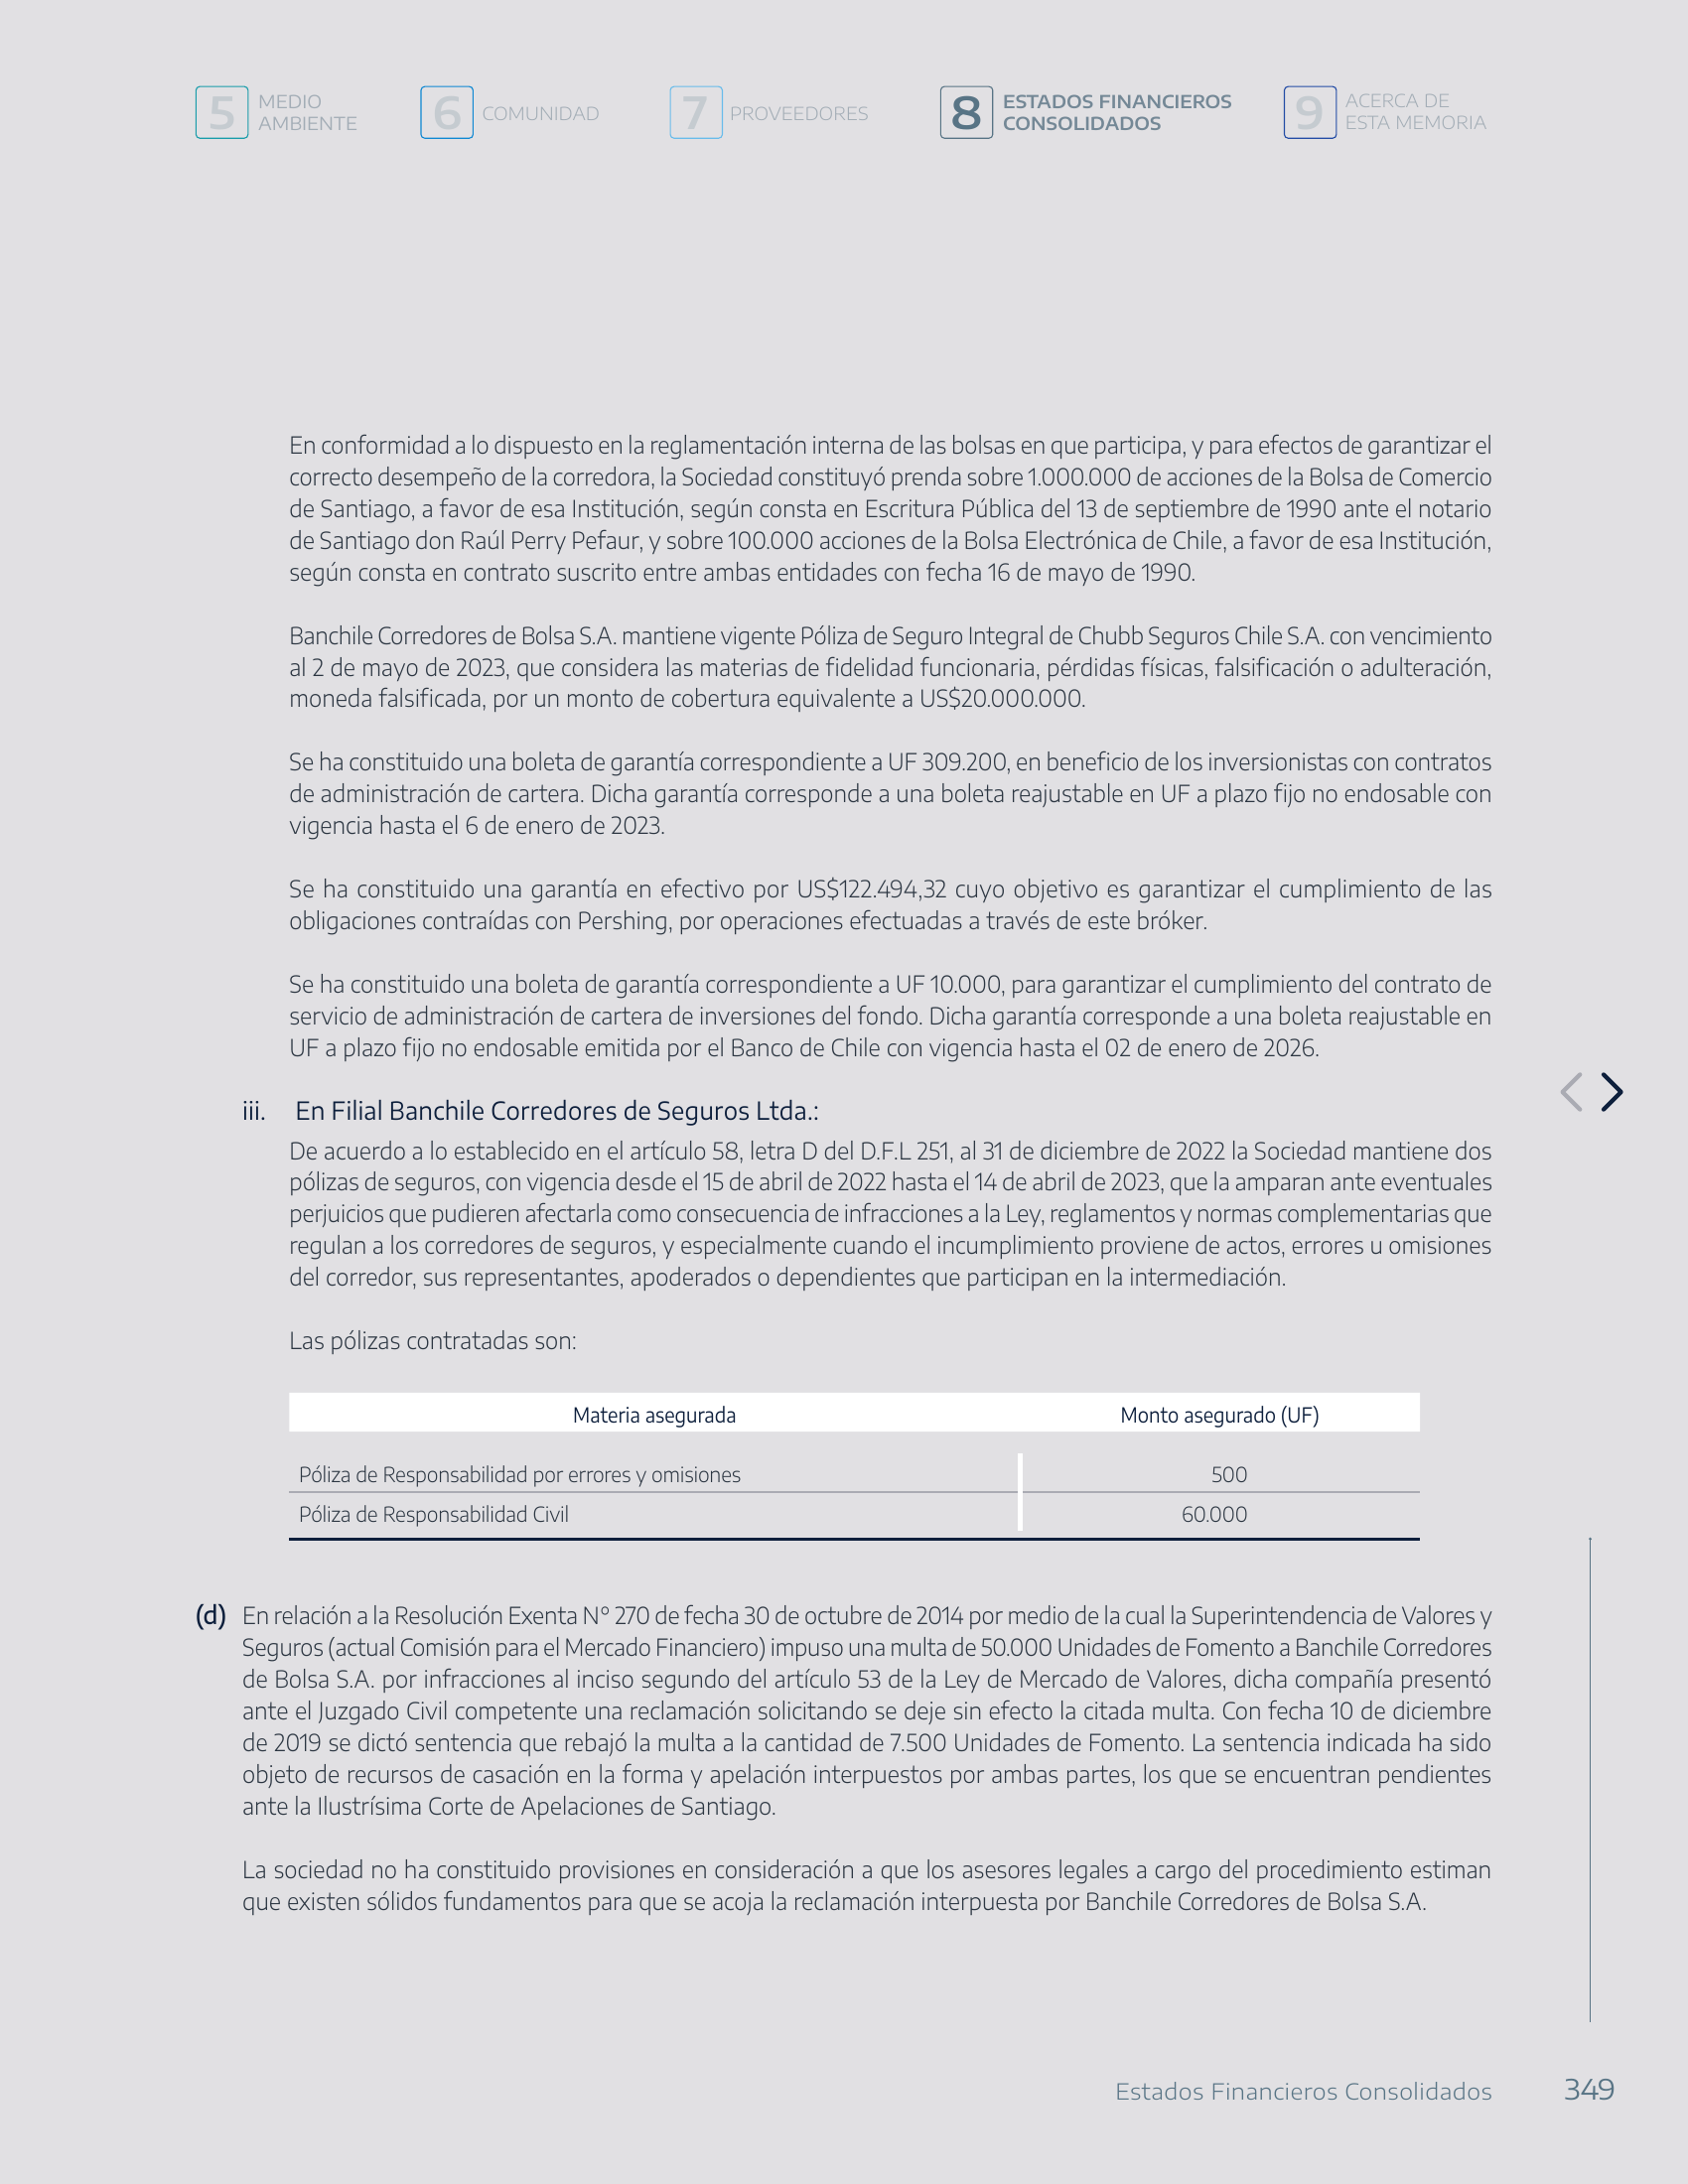 5 MEDIO AMBIENTE
6 COMUNIDAD
7 PROVEEDORES
8 ESTADOS FINANCIEROS CONSOLIDADOS
9 ACERCA DE ESTA MEMORIA
En conformidad a lo dispuesto en la reglamentación interna de las bolsas en que participa, y para efectos de garantizar el
correcto desempeño de la corredora, la Sociedad constituyó prenda sobre 1.000.000 de acciones de la Bolsa de Comercio
de Santiago, a favor de esa Institución, según consta en Escritura Pública del 13 de septiembre de 1990 ante el notario
de Santiago don Raúl Perry Pefaur, y sobre 100.000 acciones de la Bolsa Electrónica de Chile, a favor de esa Institución,
según consta en contrato suscrito entre ambas entidades con fecha 16 de mayo de 1990.
Banchile Corredores de Bolsa S.A. mantiene vigente Póliza de Seguro Integral de Chubb Seguros Chile S.A. con vencimiento
al 2 de mayo de 2023, que considera las materias de fidelidad funcionaria, pérdidas físicas, falsificación o adulteración,
moneda falsificada, por un monto de cobertura equivalente a US$20.000.000.
Se ha constituido una boleta de garantía correspondiente a UF 309.200, en beneficio de los inversionistas con contratos
de administración de cartera. Dicha garantía corresponde a una boleta reajustable en UF a plazo fijo no endosable con
vigencia hasta el 6 de enero de 2023.
Se ha constituido una garantía en efectivo por US$122.494,32 cuyo objetivo es garantizar el cumplimiento de las
obligaciones contraídas con Pershing, por operaciones efectuadas a través de este bróker.
Se ha constituido una boleta de garantía correspondiente a UF 10.000, para garantizar el cumplimiento del contrato de
servicio de administración de cartera de inversiones del fondo. Dicha garantía corresponde a una boleta reajustable en
UF a plazo fijo no endosable emitida por el Banco de Chile con vigencia hasta el 02 de enero de 2026.
iii. En Filial Banchile Corredores de Seguros Ltda.:
De acuerdo a lo establecido en el artículo 58, letra D del D.F.L 251, al 31 de diciembre de 2022 la Sociedad mantiene dos
pólizas de seguros, con vigencia desde el 15 de abril de 2022 hasta el 14 de abril de 2023, que la amparan ante eventuales
perjuicios que pudieren afectarla como consecuencia de infracciones a la Ley, reglamentos y normas complementarias que
regulan a los corredores de seguros, y especialmente cuando el incumplimiento proviene de actos, errores u omisiones
del corredor, sus representantes, apoderados o dependientes que participan en la intermediación.
Las pólizas contratadas son:
Materia asegurada Monto asegurado (UF)
Póliza de Responsabilidad por errores y omisiones 500
Póliza de Responsabilidad Civil 60.000
(d) En relación a la Resolución Exenta N° 270 de fecha 30 de octubre de 2014 por medio de la cual la Superintendencia de Valores y
Seguros (actual Comisión para el Mercado Financiero) impuso una multa de 50.000 Unidades de Fomento a Banchile Corredores
de Bolsa S.A. por infracciones al inciso segundo del artículo 53 de la Ley de Mercado de Valores, dicha compañía presentó
ante el Juzgado Civil competente una reclamación solicitando se deje sin efecto la citada multa. Con fecha 10 de diciembre
de 2019 se dictó sentencia que rebajó la multa a la cantidad de 7.500 Unidades de Fomento. La sentencia indicada ha sido
objeto de recursos de casación en la forma y apelación interpuestos por ambas partes, los que se encuentran pendientes
ante la Ilustrísima Corte de Apelaciones de Santiago.
La sociedad no ha constituido provisiones en consideración a que los asesores legales a cargo del procedimiento estiman
que existen sólidos fundamentos para que se acoja la reclamación interpuesta por Banchile Corredores de Bolsa S.A.
Estados Financieros Consolidados 349